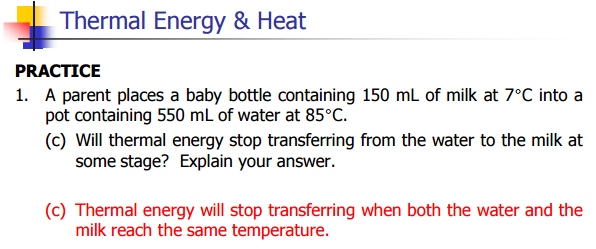 Thermal Energy & Heat
PRACTICE
1. A parent places a baby bottle containing 150 mL of milk at 7°C into a
pot containing 550 mL of water at 85°C.
(c) Will thermal energy stop transferring from the water to the milk at
some stage? Explain your answer.
(c) Thermal energy will stop transferring when both the water and the
milk reach the same temperature.